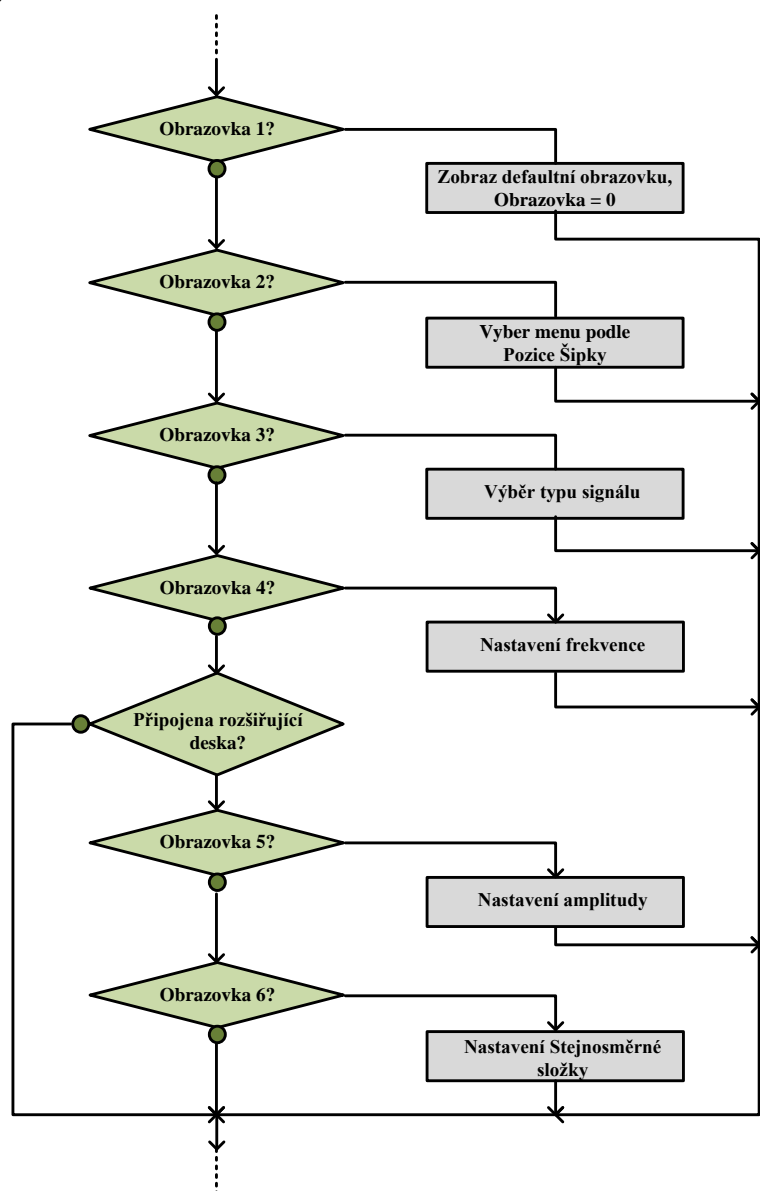 Obrazovka 1?
Zobraz defaultní obrazovku,
Obrazovka = 0
Obrazovka 2?
Vyber menu podle
Pozice Šipky
Obrazovka 3?
Výběr typu signálu
Obrazovka 4?
Nastavení frekvence
Připojena rozšiřující
deska?
Obrazovka 5?
Nastavení amplitudy
Obrazovka 6?
Nastavení Stejnosměrné
složky